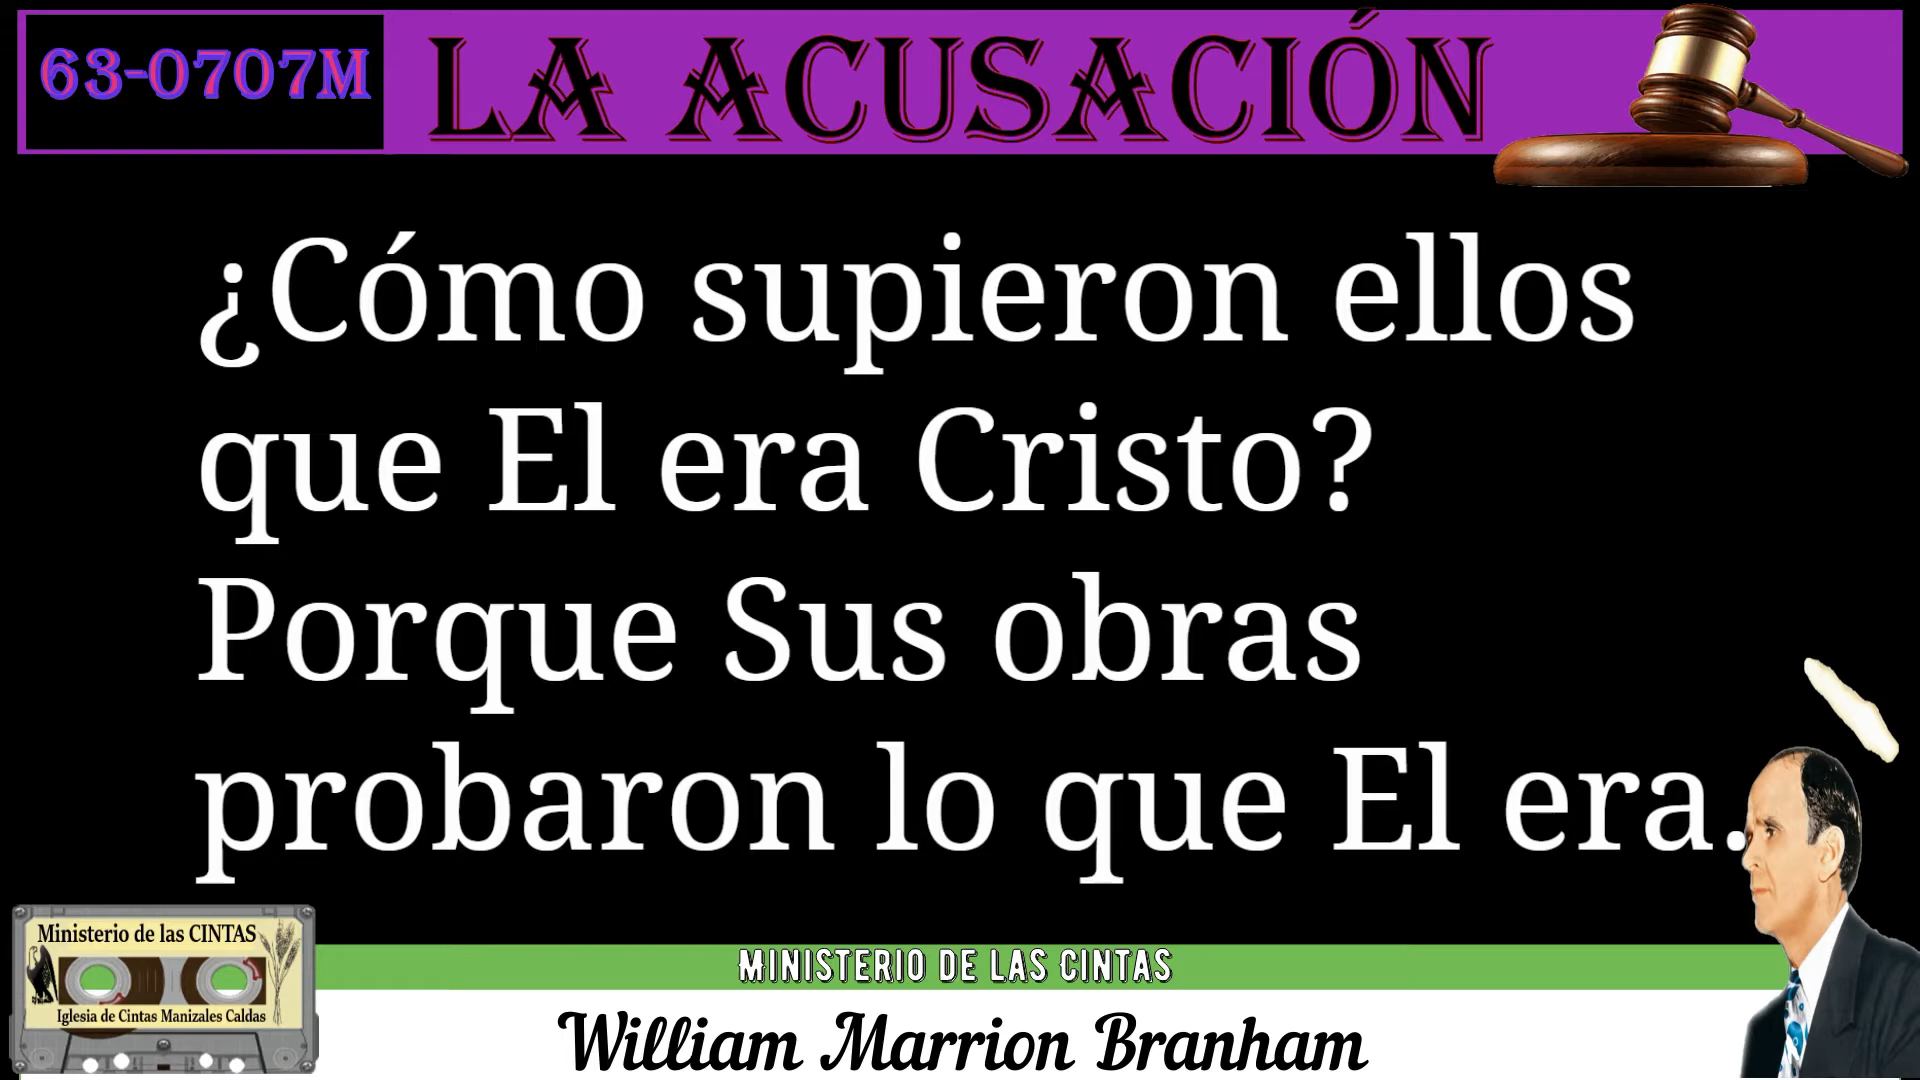 63-0707M
LA ACUSACIÓN
¿Cómo supieron ellos
que El era Cristo?
Porque Sus obras
probaron lo que El era.
Ministerio de las CINTAS
Iglesia de Cintas Manizales Caldas
MINISTERIO DE LAS CINTAS
William Marrion Branham